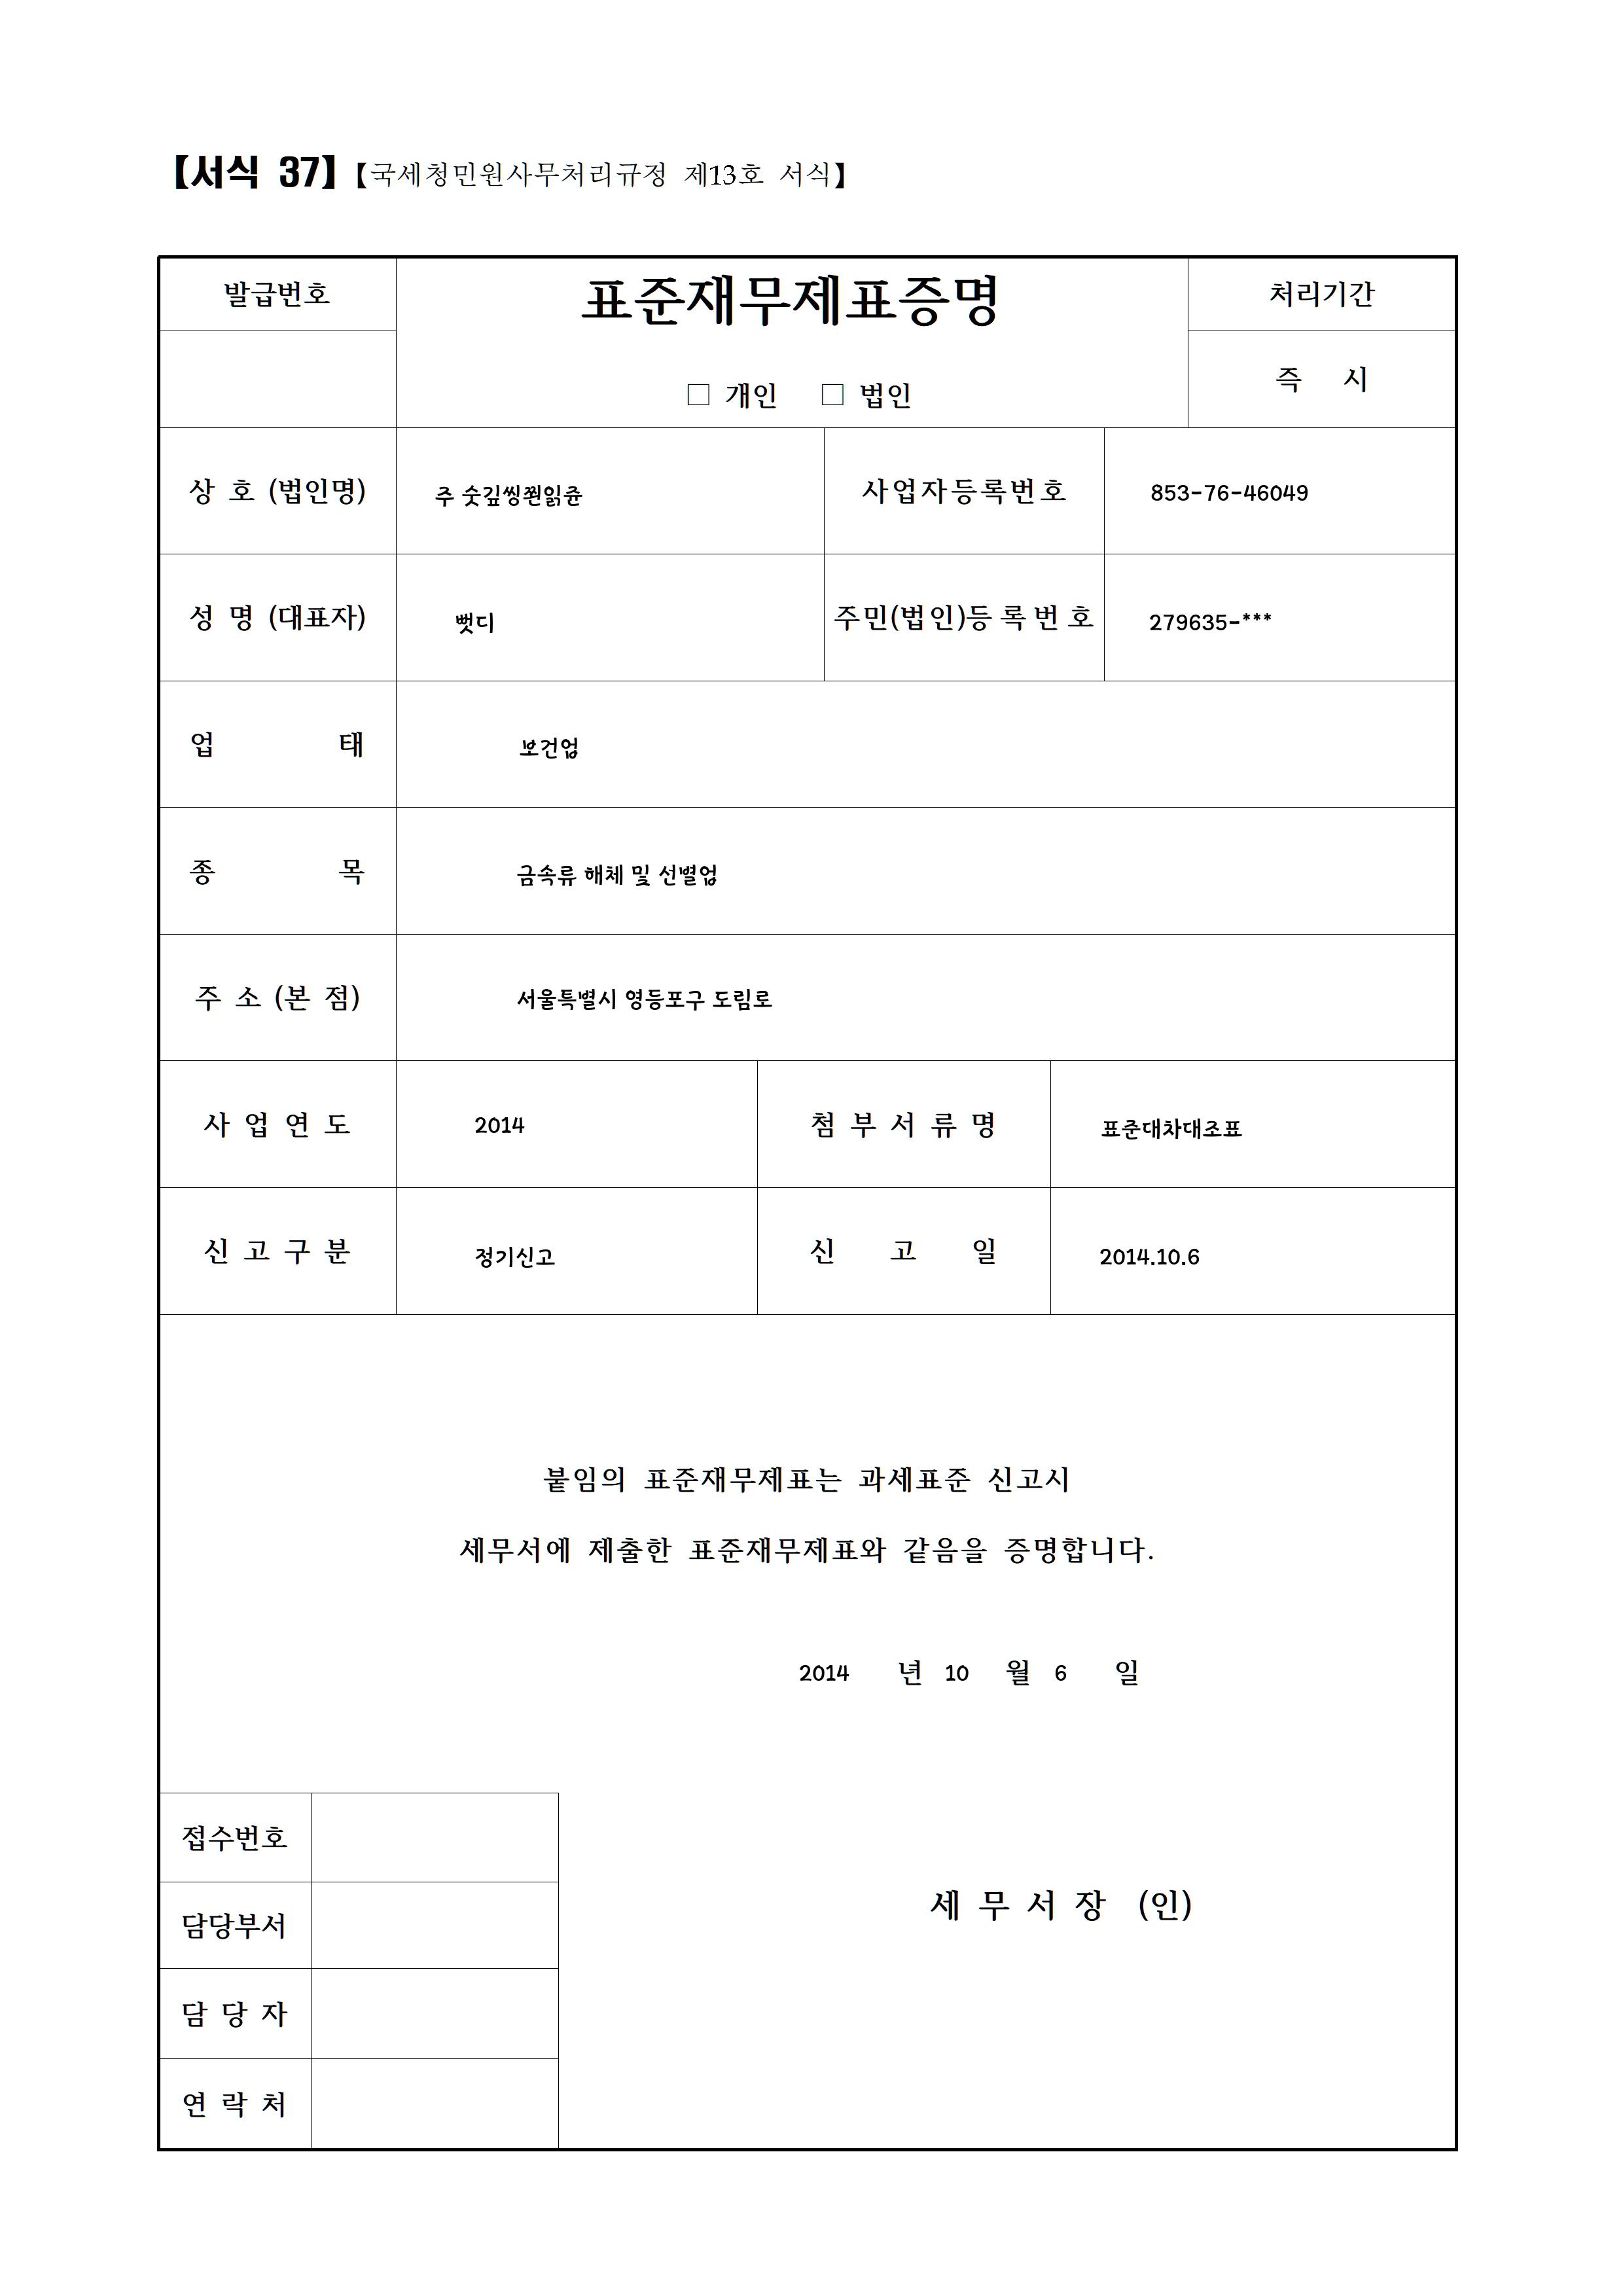 【서식 37】【국세청민원사무처리규정 제13호 서식】
발급번호
표준재무제표증명
처리기간
즉 시
□ 개인 □ 법인
상 호 (법인명) 주 숫깊씽쬔읽쥰 사업자등록번호 853-76-46049
성 명 (대표자) 뻣디 주민(법인)등록번호 279635-***
업 태 보건업
종 목 금속류 해체 및 선별업
주 소 (본 점) 서울특별시 영등포구 도림로
사 업 연 도 2014 첨 부 서 류 명 표준대차대조표
신 고 구 분 정기신고 신 고 일 2014.10.6
붙임의 표준재무제표는 과세표준 신고시
세무서에 제출한 표준재무제표와 같음을 증명합니다.
2014 년 10 월 6 일
접수번호
담당부서
세 무 서 장 (인)
담 당 자
연 락 처